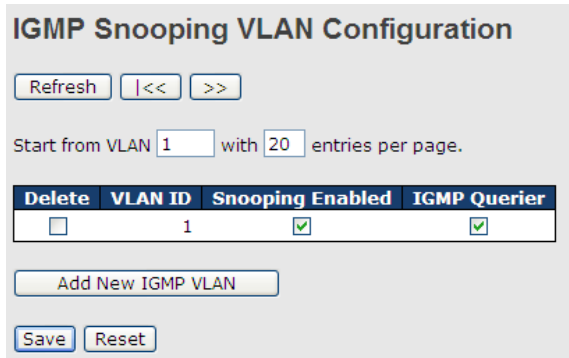 IGMP Snooping VLAN Configuration
Refresh |<< >>
Start from VLAN 1 with 20 entries per page.
Delete VLAN ID Snooping Enabled IGMP Querier
1
Add New IGMP VLAN
Save Reset